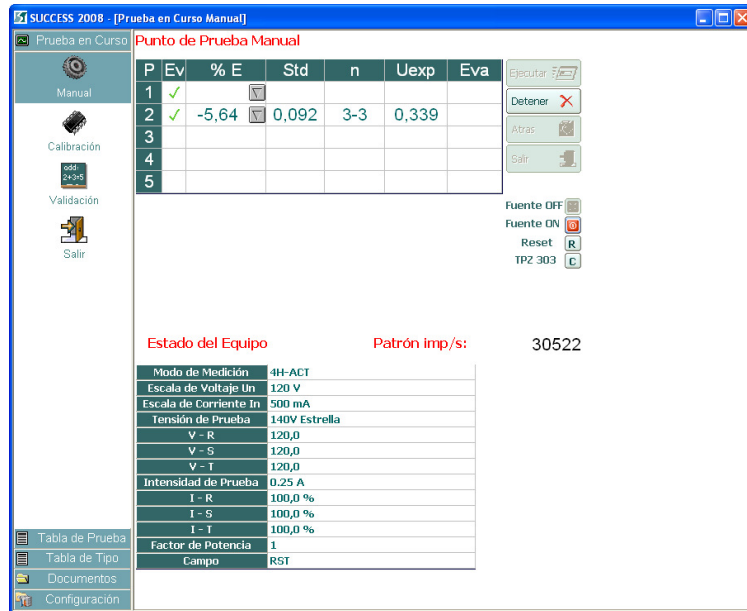 SUCCESS 2008 - [Prueba en Curso Manual]
Prueba en Curso
Manual
Calibración
add:
2+3=5
Validación
Salir
Tabla de Prueba
Tabla de Tipo
Documentos
Configuración
Punto de Prueba Manual
P Ev % E Std n Uexp Eva
1
2 -5,64 0,092 3-3 0,339
3
4
5
Ejecutar
Detener
Atras
Salir
Fuente OFF
Fuente ON
Reset R
TPZ 303 C
Estado del Equipo Patrón imp/s: 30522
Modo de Medición 4H-ACT
Escala de Voltaje Un 120 V
Escala de Corriente In 500 mA
Tensión de Prueba 140V Estrella
V - R 120,0
V - S 120,0
V - T 120,0
Intensidad de Prueba 0.25 A
I - R 100,0 %
I - S 100,0 %
I - T 100,0 %
Factor de Potencia 1
Campo RST